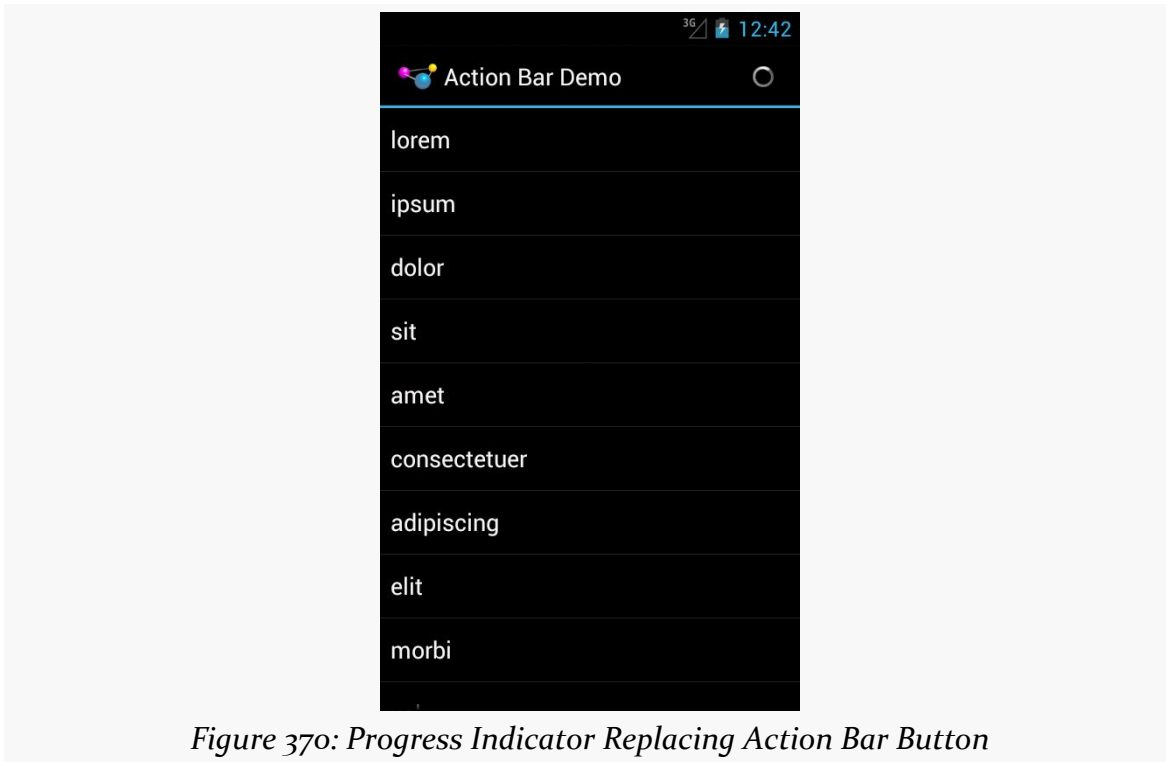 3G 12:42
Action Bar Demo
lorem
ipsum
dolor
sit
amet
consectetuer
adipiscing
elit
morbi
Figure 370: Progress Indicator Replacing Action Bar Button